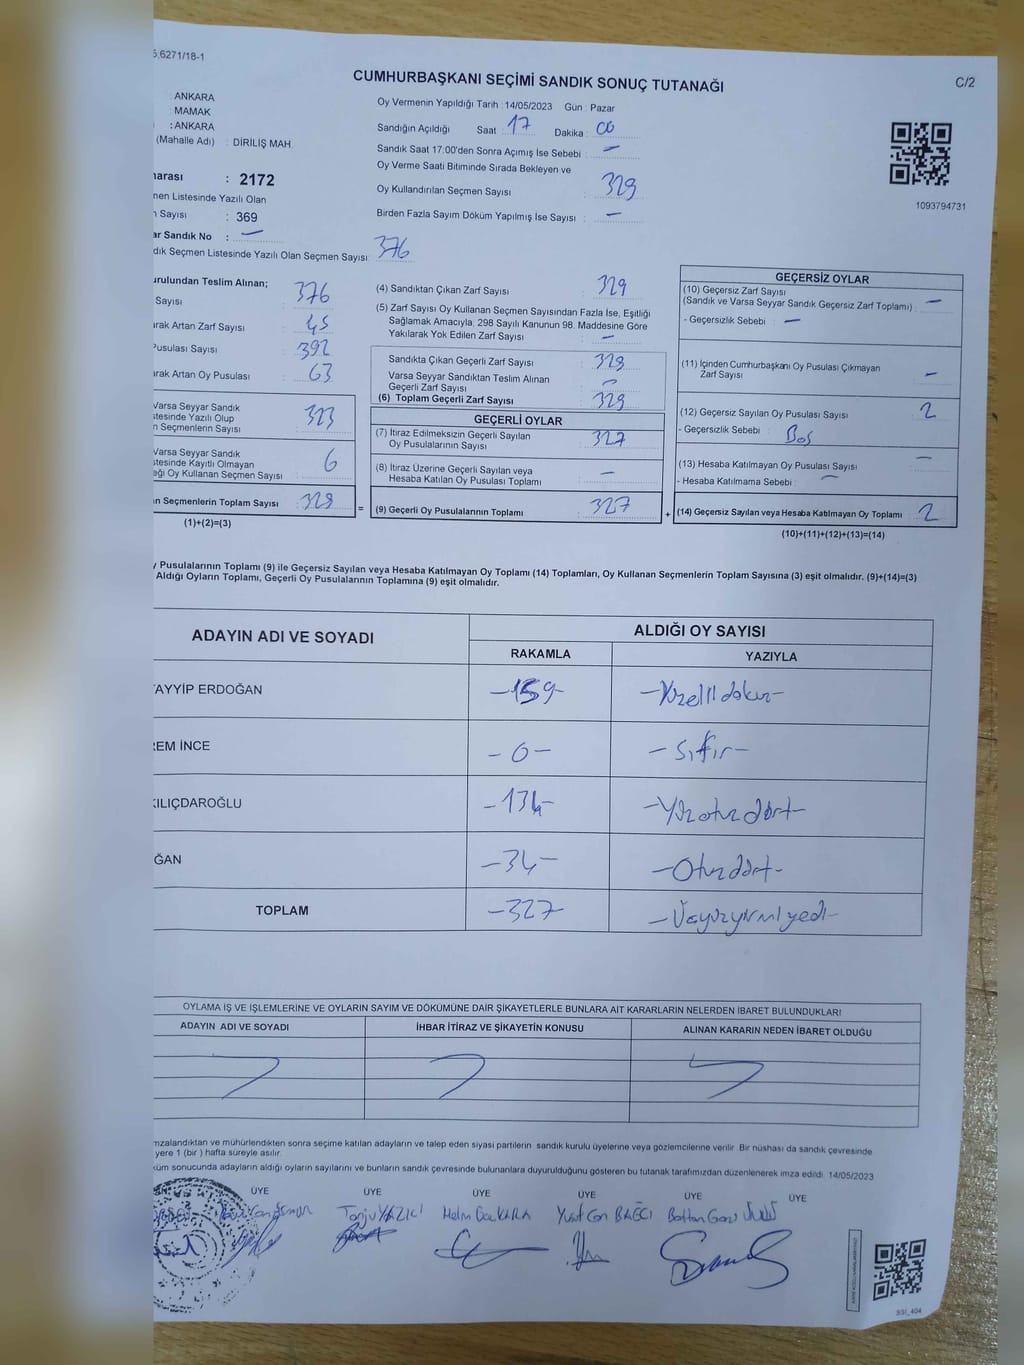 6271/18-1
CUMHURBAŞKANI SEÇİMİ SANDIK SONUÇ TUTANAĞI
C/2
: ANKARA
: MAMAK
: ANKARA
(Mahalle Adı) : DİRİLİŞ MAH.
Oy Vermenin Yapıldığı Tarih : 14/05/2023 Gün : Pazar
Sandığın Açıldığı Saat 17 Dakika : 00
Sandık Saat 17:00'den Sonra Açımış İse Sebebi : —
Oy Verme Saati Bitiminde Sırada Bekleyen ve
Oy Kullandırılan Seçmen Sayısı : 329
Birden Fazla Sayım Döküm Yapılmış İse Sayısı : —
1093794731
arası : 2172
men Listesinde Yazılı Olan
Sayısı : 369
ar Sandık No : —
dık Seçmen Listesinde Yazılı Olan Seçmen Sayısı: 376
urulundan Teslim Alınan;
Sayısı : 376
arak Artan Zarf Sayısı : 45
Pusulası Sayısı : 392
arak Artan Oy Pusulası : 63
Varsa Seyyar Sandık
tesinde Yazılı Olup
n Seçmenlerin Sayısı : 323
Varsa Seyyar Sandık
stesinde Kayıtlı Olmayan
eği Oy Kullanan Seçmen Sayısı : 6
n Seçmenlerin Toplam Sayısı : 329
(1)+(2)=(3)
(4) Sandıktan Çıkan Zarf Sayısı : 329
(5) Zarf Sayısı Oy Kullanan Seçmen Sayısından Fazla İse, Eşitliği
Sağlamak Amacıyla, 298 Sayılı Kanunun 98. Maddesine Göre
Yakılarak Yok Edilen Zarf Sayısı : —
Sandıkta Çıkan Geçerli Zarf Sayısı : 329
Varsa Seyyar Sandıktan Teslim Alınan
Geçerli Zarf Sayısı : —
(6) Toplam Geçerli Zarf Sayısı : 329
GEÇERLİ OYLAR
(7) İtiraz Edilmeksizin Geçerli Sayılan
Oy Pusulalarının Sayısı : 327
(8) İtiraz Üzerine Geçerli Sayılan veya
Hesaba Katılan Oy Pusulası Toplamı : —
= (9) Geçerli Oy Pusulalarının Toplamı : 327
GEÇERSİZ OYLAR
(10) Geçersiz Zarf Sayısı
(Sandık ve Varsa Seyyar Sandık Geçersiz Zarf Toplamı) : —
- Geçersizlik Sebebi : —
(11) İçinden Cumhurbaşkanı Oy Pusulası Çıkmayan
Zarf Sayısı : —
(12) Geçersiz Sayılan Oy Pusulası Sayısı : 2
- Geçersizlik Sebebi : Boş
(13) Hesaba Katılmayan Oy Pusulası Sayısı : —
- Hesaba Katılmama Sebebi : —
+ (14) Geçersiz Sayılan veya Hesaba Katılmayan Oy Toplamı : 2
(10)+(11)+(12)+(13)=(14)
y Pusulalarının Toplamı (9) ile Geçersiz Sayılan veya Hesaba Katılmayan Oy Toplamı (14) Toplamları, Oy Kullanan Seçmenlerin Toplam Sayısına (3) eşit olmalıdır. (9)+(14)=(3)
Aldığı Oyların Toplamı, Geçerli Oy Pusulalarının Toplamına (9) eşit olmalıdır.
ADAYIN ADI VE SOYADI
ALDIĞI OY SAYISI
RAKAMLA YAZIYLA
AYYİP ERDOĞAN -159- -Yüzellidokuz-
EM İNCE -0- -Sıfır-
KILIÇDAROĞLU -134- -Yüzotuzdört-
ĞAN -34- -Otuzdört-
TOPLAM -327- -Üçyüzyirmiyedi-
OYLAMA İŞ VE İŞLEMLERİNE VE OYLARIN SAYIM VE DÖKÜMÜNE DAİR ŞİKAYETLERLE BUNLARA AİT KARARLARIN NELERDEN İBARET BULUNDUKLARI
ADAYIN ADI VE SOYADI İHBAR İTİRAZ VE ŞİKAYETİN KONUSU ALINAN KARARIN NEDEN İBARET OLDUĞU
mzalandıktan ve mühürlendikten sonra seçime katılan adayların ve talep eden siyasi partilerin sandık kurulu üyelerine veya gözlemcilerine verilir. Bir nüshası da sandık çevresinde
yere 1 (bir ) hafta süreyle asılır.
küm sonucunda adayların aldığı oyların sayılarını ve bunların sandık çevresinde bulunanlara duyurulduğunu gösteren bu tutanak tarafımızdan düzenlenerek imza edildi. 14/05/2023
ÜYE ÜYE ÜYE ÜYE ÜYE ÜYE
Tanju YAZICI
Yusuf Can BAĞCI